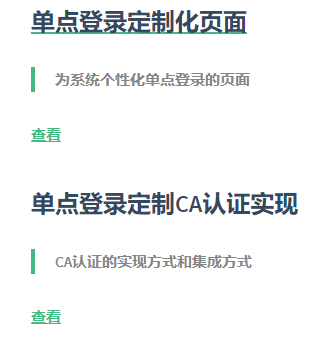 单点登录定制化页面
为系统个性化单点登录的页面
查看
单点登录定制CA认证实现
CA认证的实现方式和集成方式
查看